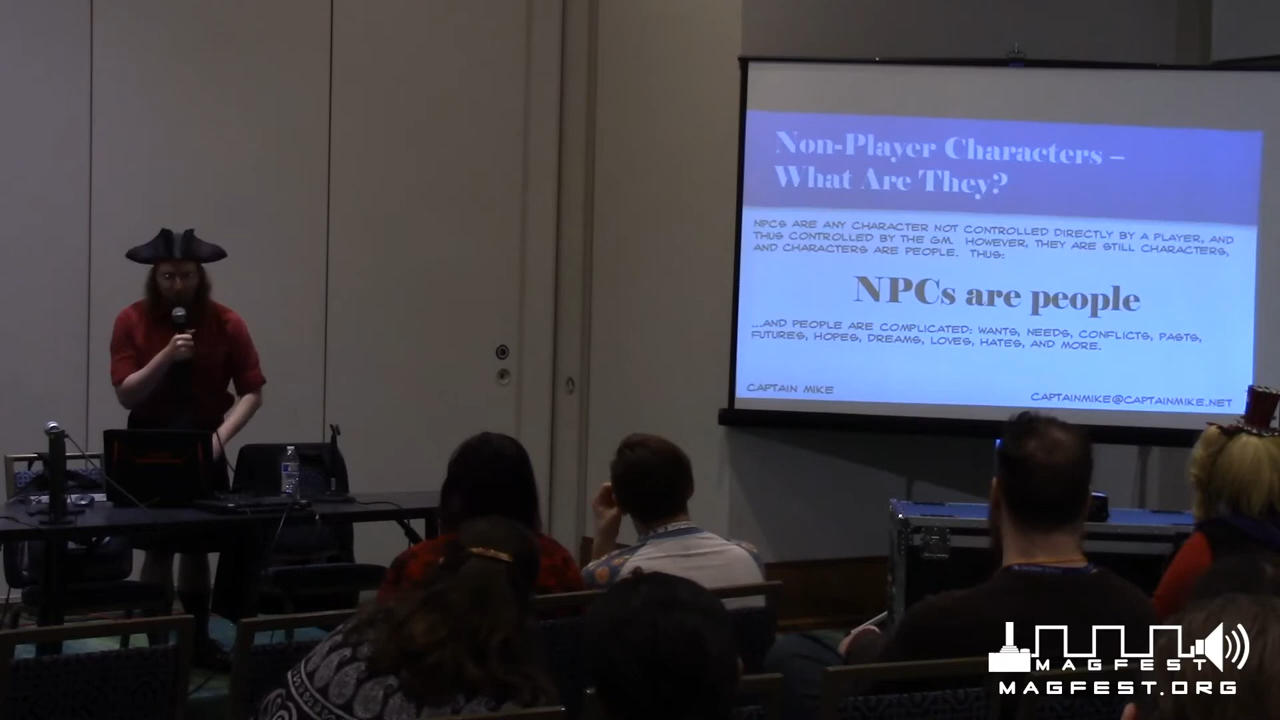 Non-Player Characters –
What Are They?
NPCS ARE ANY CHARACTER NOT CONTROLLED DIRECTLY BY A PLAYER, AND
THUS CONTROLLED BY THE GM. HOWEVER, THEY ARE STILL CHARACTERS,
AND CHARACTERS ARE PEOPLE. THUS:
NPCs are people
...AND PEOPLE ARE COMPLICATED: WANTS, NEEDS, CONFLICTS, PASTS,
FUTURES, HOPES, DREAMS, LOVES, HATES, AND MORE.
CAPTAIN MIKE
CAPTAINMIKE@CAPTAINMIKE.NET
MAGFEST
MAGFEST.ORG